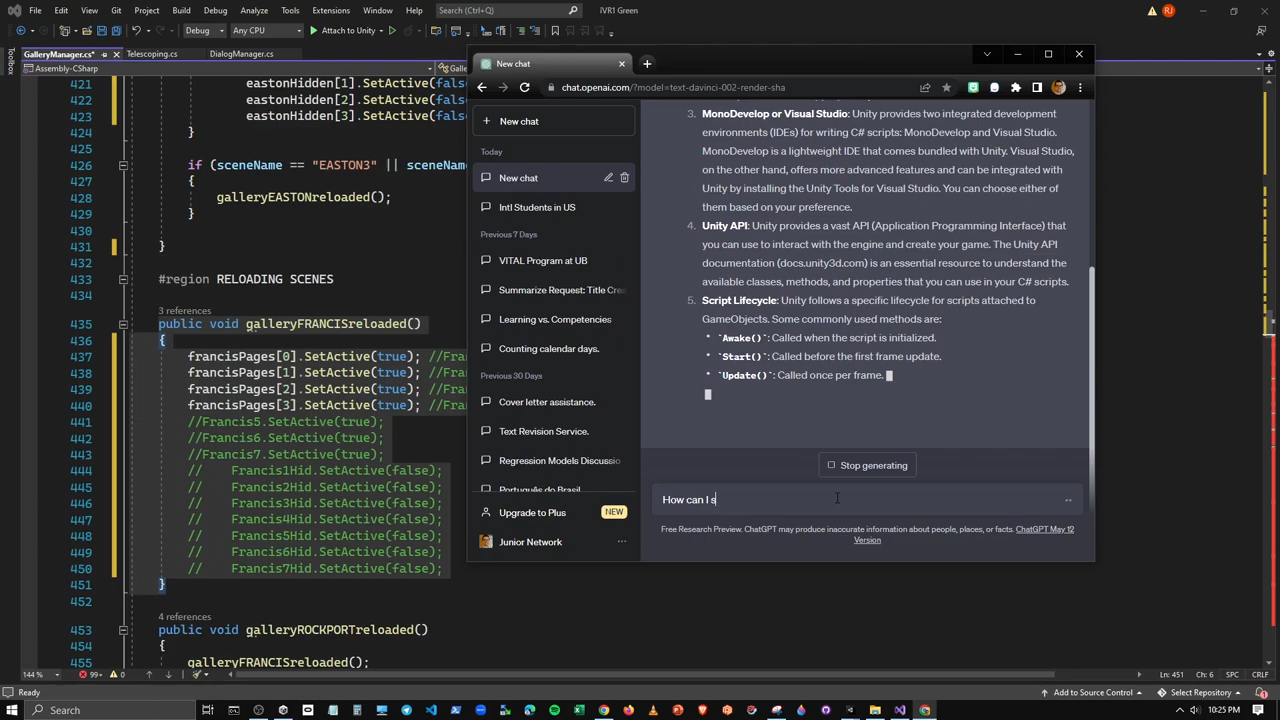 File
Edit
View
Git
Project
Build
Debug
Analyze
Tools
Extensions
Window
Help
Search (Ctrl+Q)
IVR1 Green
RJ
Debug
Any CPU
Attach to Unity
GalleryManager.cs*
Telescoping.cs
DialogManager.cs
Toolbox
Assembly-CSharp
Galle
421 eastonHidden[1].SetActive(fals
422 eastonHidden[2].SetActive(fals
423 eastonHidden[3].SetActive(fals
424 }
425
426 if (sceneName == "EASTON3" || sceneNam
427 {
428 galleryEASTONreloaded();
429 }
430
431 }
432
433 #region RELOADING SCENES
434
3 references
435 public void galleryFRANCISreloaded()
436 {
437 francisPages[0].SetActive(true); //Fra
438 francisPages[1].SetActive(true); //Fra
439 francisPages[2].SetActive(true); //Fra
440 francisPages[3].SetActive(true); //Fra
441 //Francis5.SetActive(true);
442 //Francis6.SetActive(true);
443 //Francis7.SetActive(true);
444 // Francis1Hid.SetActive(false);
445 // Francis2Hid.SetActive(false);
446 // Francis3Hid.SetActive(false);
447 // Francis4Hid.SetActive(false);
448 // Francis5Hid.SetActive(false);
449 // Francis6Hid.SetActive(false);
450 // Francis7Hid.SetActive(false);
451 }
452
4 references
453 public void galleryROCKPORTreloaded()
454 {
455 galleryFRANCISreloaded();
New chat
chat.openai.com/?model=text-davinci-002-render-sha
+ New chat
Today
New chat
Intl Students in US
Previous 7 Days
VITAL Program at UB
Summarize Request: Title Cre
Learning vs. Competencies
Counting calendar days.
Previous 30 Days
Cover letter assistance.
Text Revision Service.
Regression Models Discussio
Português do Brasil
Upgrade to Plus
NEW
Junior Network
3. MonoDevelop or Visual Studio: Unity provides two integrated development
environments (IDEs) for writing C# scripts: MonoDevelop and Visual Studio.
MonoDevelop is a lightweight IDE that comes bundled with Unity. Visual Studio,
on the other hand, offers more advanced features and can be integrated with
Unity by installing the Unity Tools for Visual Studio. You can choose either of
them based on your preference.
4. Unity API: Unity provides a vast API (Application Programming Interface) that
you can use to interact with the engine and create your game. The Unity API
documentation (docs.unity3d.com) is an essential resource to understand the
available classes, methods, and properties that you can use in your C# scripts.
5. Script Lifecycle: Unity follows a specific lifecycle for scripts attached to
GameObjects. Some commonly used methods are:
• `Awake()`: Called when the script is initialized.
• `Start()`: Called before the first frame update.
• `Update()`: Called once per frame.
Stop generating
How can I s
Free Research Preview. ChatGPT may produce inaccurate information about people, places, or facts. ChatGPT May 12
Version
144 %
99+
0
Ln: 451
Ch: 6
SPC
CRLF
Ready
Add to Source Control
Select Repository
Search
10:25 PM